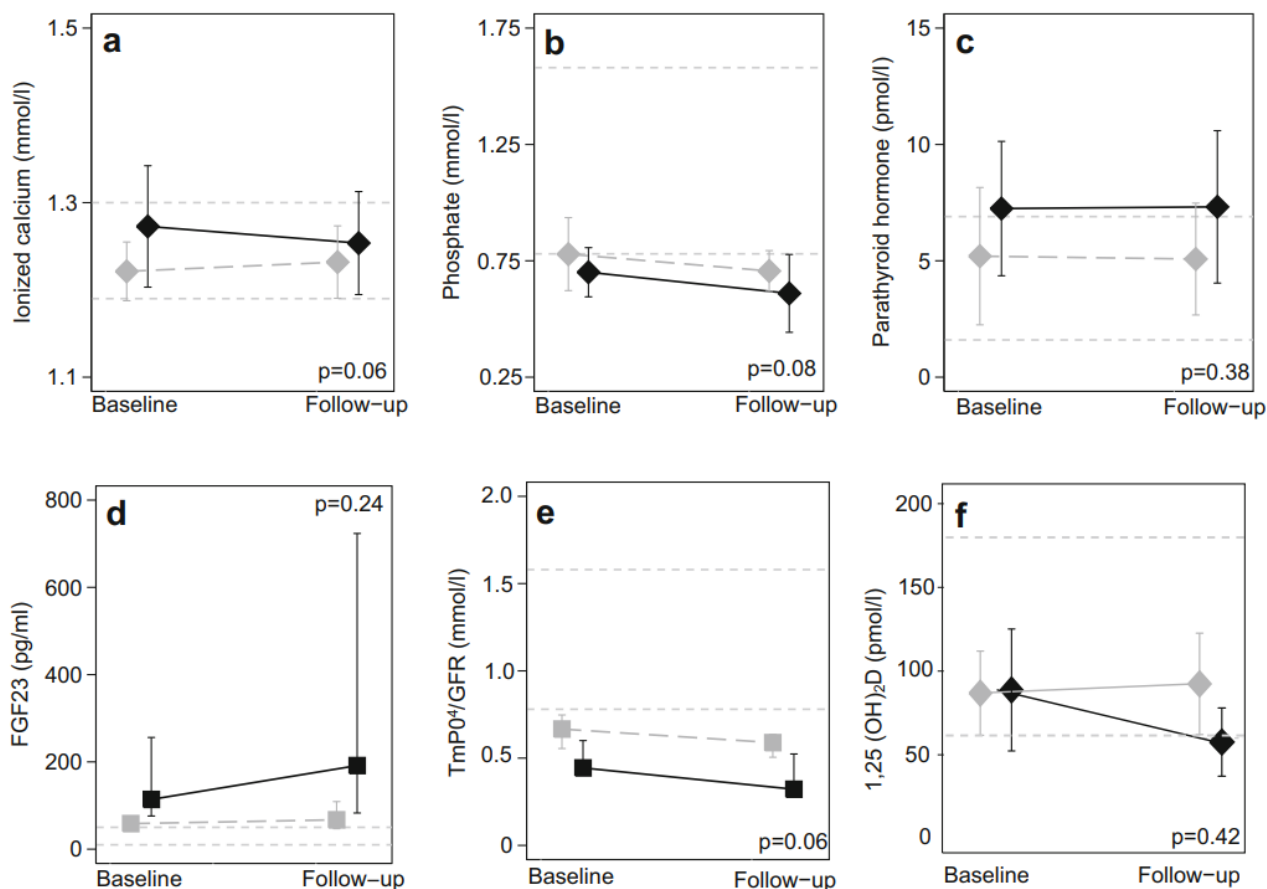 a
Ionized calcium (mmol/l)
1.5
1.3
1.1
p=0.06
Baseline Follow−up
b
Phosphate (mmol/l)
1.75
1.25
0.75
0.25
p=0.08
Baseline Follow−up
c
Parathyroid hormone (pmol/l)
15
10
5
0
p=0.38
Baseline Follow−up
d
FGF23 (pg/ml)
800
600
400
200
0
p=0.24
Baseline Follow−up
e
TmP0⁴/GFR (mmol/l)
2.0
1.5
1.0
0.5
0
p=0.06
Baseline Follow−up
f
1,25 (OH)₂D (pmol/l)
200
150
100
50
0
p=0.42
Baseline Follow−up